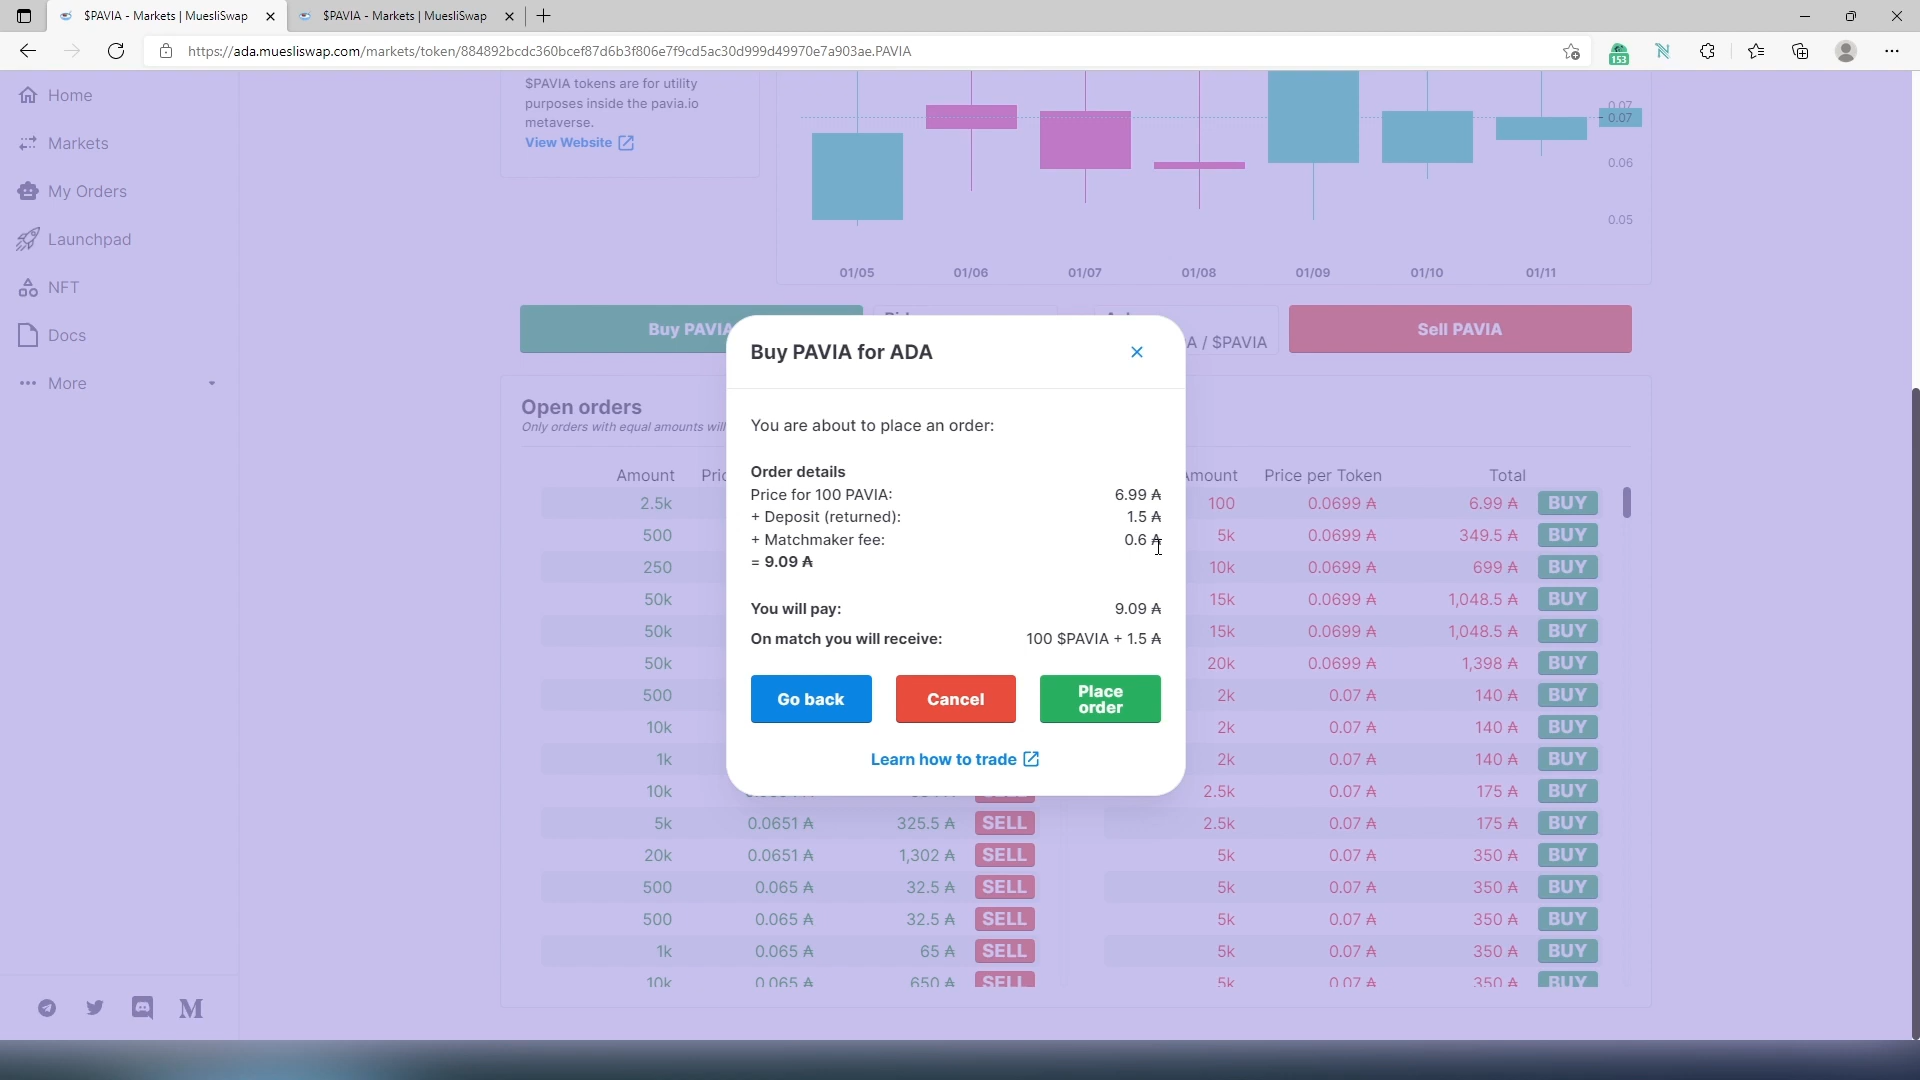 $PAVIA - Markets | MuesliSwap
$PAVIA - Markets | MuesliSwap
https://ada.muesliswap.com/markets/token/884892bcdc360bcef87d6b3f806e7f9cd5ac30d999d49970e7a903ae.PAVIA
153
Home
Markets
My Orders
Launchpad
NFT
Docs
More
$PAVIA tokens are for utility
purposes inside the pavia.io
metaverse.
View Website
0.07
0.07
0.06
0.05
01/05 01/06 01/07 01/08 01/09 01/10 01/11
Buy PAVIA
A / $PAVIA
Sell PAVIA
Open orders
Only orders with equal amounts will
Amount
2.5k
500
250
50k
50k
50k
500
10k
1k
10k
5k 0.0651 ₳ 325.5 ₳ SELL
20k 0.0651 ₳ 1,302 ₳ SELL
500 0.065 ₳ 32.5 ₳ SELL
500 0.065 ₳ 32.5 ₳ SELL
1k 0.065 ₳ 65 ₳ SELL
10k 0.065 ₳ 650 ₳ SELL
Amount Price per Token Total
100 0.0699 ₳ 6.99 ₳ BUY
5k 0.0699 ₳ 349.5 ₳ BUY
10k 0.0699 ₳ 699 ₳ BUY
15k 0.0699 ₳ 1,048.5 ₳ BUY
15k 0.0699 ₳ 1,048.5 ₳ BUY
20k 0.0699 ₳ 1,398 ₳ BUY
2k 0.07 ₳ 140 ₳ BUY
2k 0.07 ₳ 140 ₳ BUY
2k 0.07 ₳ 140 ₳ BUY
2.5k 0.07 ₳ 175 ₳ BUY
2.5k 0.07 ₳ 175 ₳ BUY
5k 0.07 ₳ 350 ₳ BUY
5k 0.07 ₳ 350 ₳ BUY
5k 0.07 ₳ 350 ₳ BUY
5k 0.07 ₳ 350 ₳ BUY
5k 0.07 ₳ 350 ₳ BUY
Buy PAVIA for ADA
You are about to place an order:
Order details
Price for 100 PAVIA: 6.99 ₳
+ Deposit (returned): 1.5 ₳
+ Matchmaker fee: 0.6 ₳
= 9.09 ₳
You will pay: 9.09 ₳
On match you will receive: 100 $PAVIA + 1.5 ₳
Go back
Cancel
Place
order
Learn how to trade